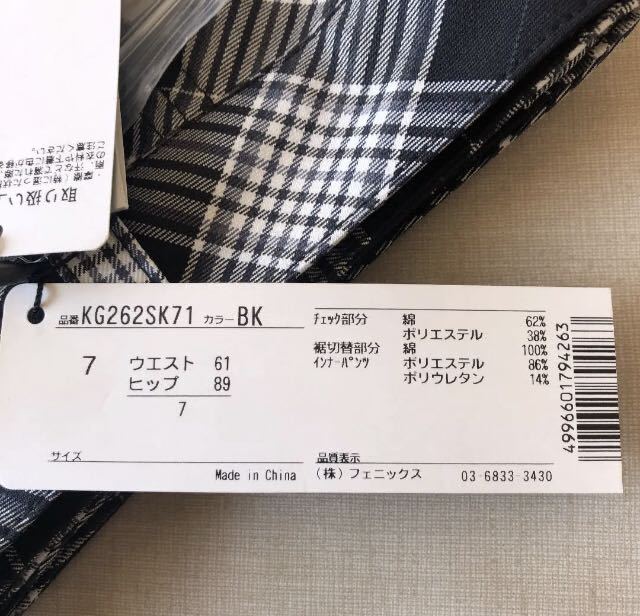 取り扱い
品番 KG262SK71 カラー BK
7 ウエスト 61
ヒップ 89
7
サイズ
Made in China
チェック部分 綿 62%
ポリエステル 38%
裾切替部分 綿 100%
インナーパンツ ポリエステル 86%
ポリウレタン 14%
品質表示
(株) フェニックス 03-6833-3430
4996601794263